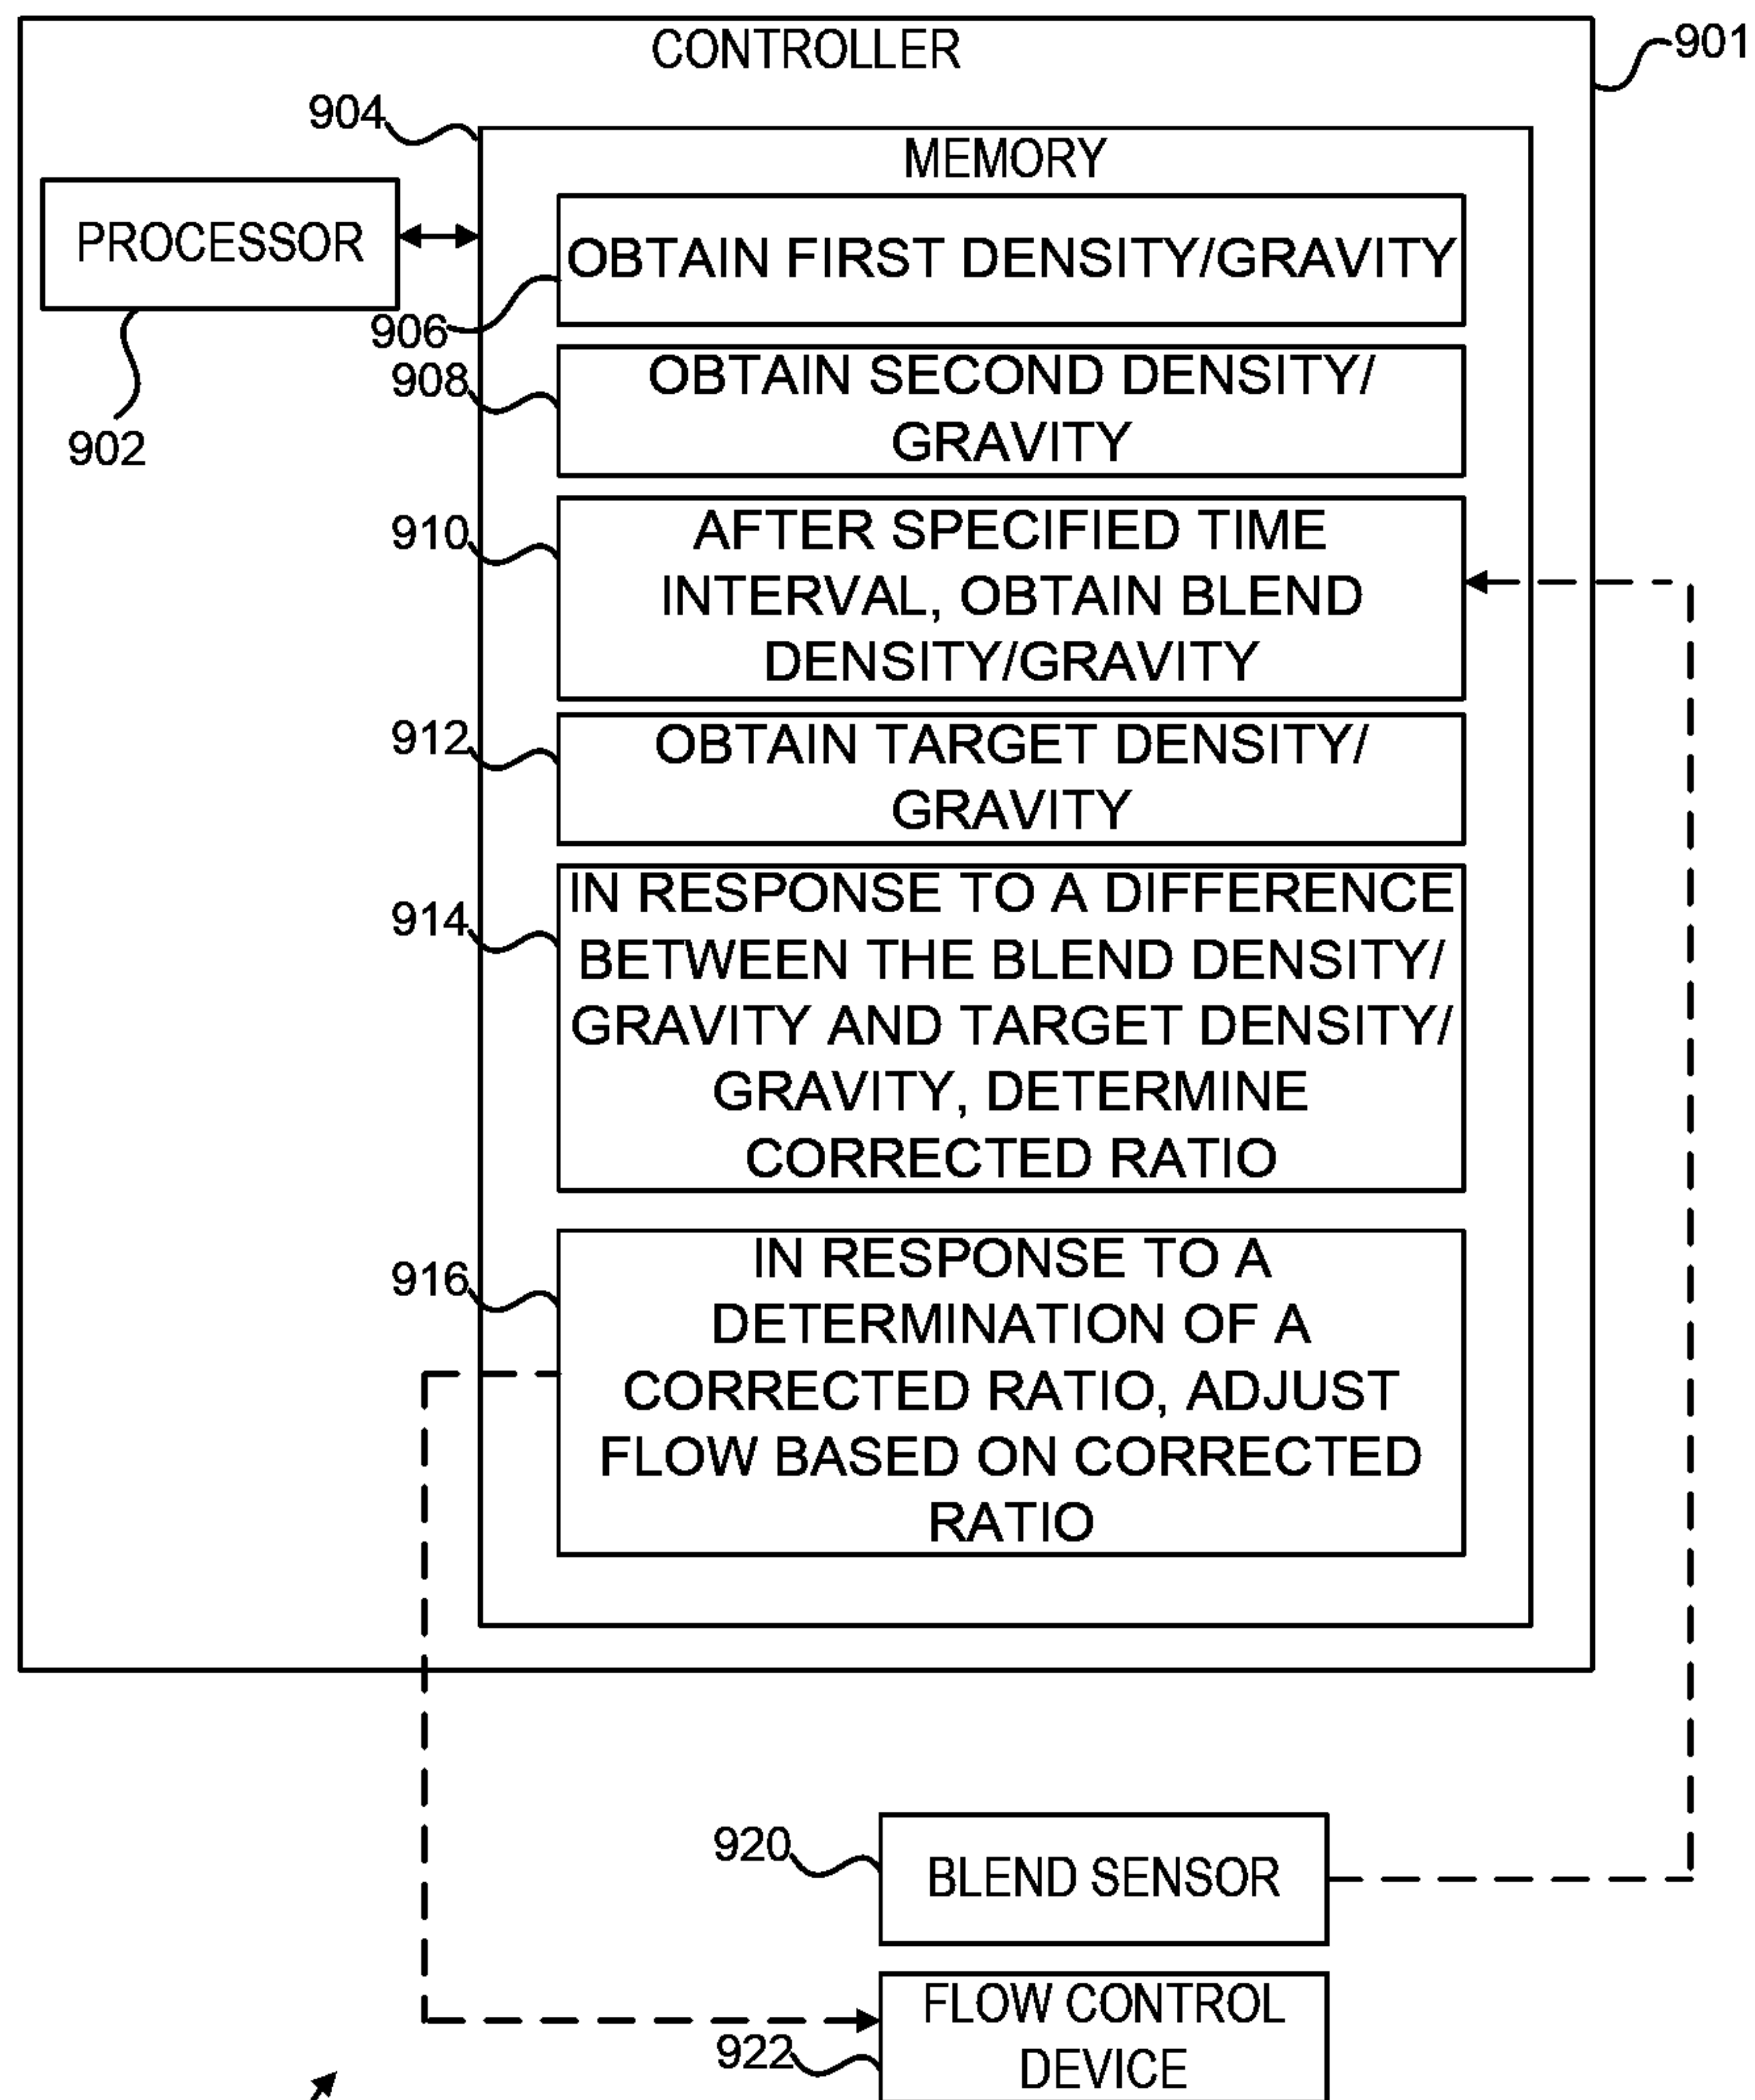 CONTROLLER
901
904
MEMORY
PROCESSOR
902
OBTAIN FIRST DENSITY/GRAVITY
906
908
OBTAIN SECOND DENSITY/
GRAVITY
910
AFTER SPECIFIED TIME
INTERVAL, OBTAIN BLEND
DENSITY/GRAVITY
912
OBTAIN TARGET DENSITY/
GRAVITY
914
IN RESPONSE TO A DIFFERENCE
BETWEEN THE BLEND DENSITY/
GRAVITY AND TARGET DENSITY/
GRAVITY, DETERMINE
CORRECTED RATIO
916
IN RESPONSE TO A
DETERMINATION OF A
CORRECTED RATIO, ADJUST
FLOW BASED ON CORRECTED
RATIO
920
BLEND SENSOR
FLOW CONTROL
DEVICE
922